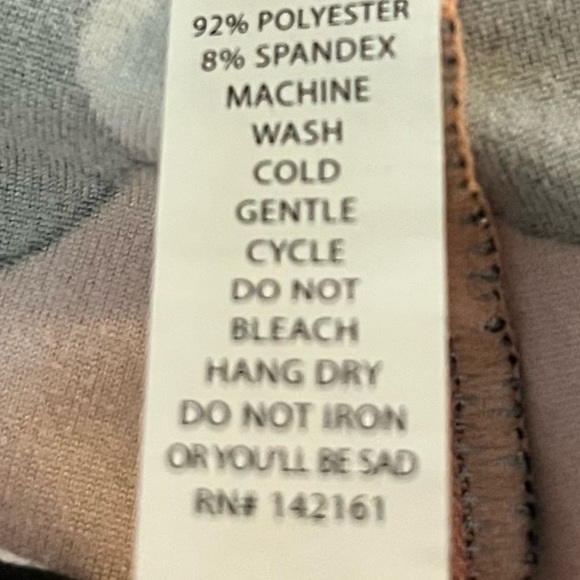 92% POLYESTER
8% SPANDEX
MACHINE
WASH
COLD
GENTLE
CYCLE
DO NOT
BLEACH
HANG DRY
DO NOT IRON
OR YOU'LL BE SAD
RN# 142161